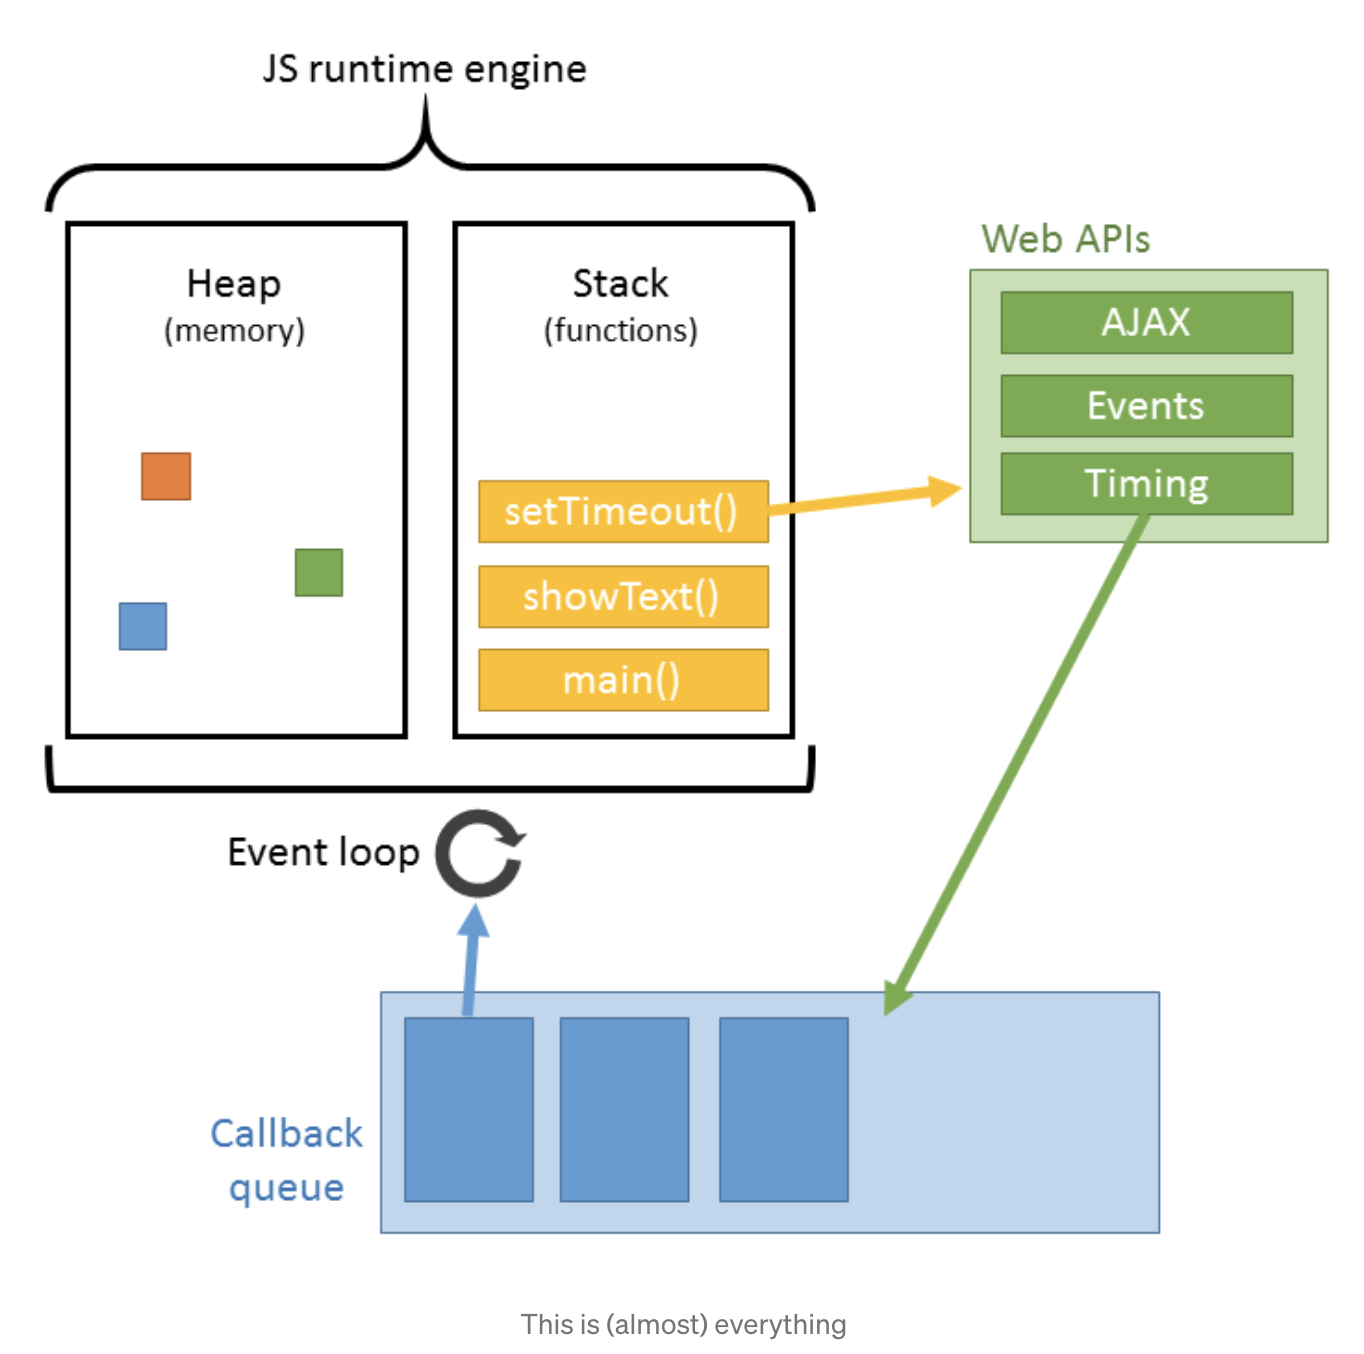 JS runtime engine
Heap
(memory)
Stack
(functions)
setTimeout()
showText()
main()
Web APIs
AJAX
Events
Timing
Event loop
Callback
queue
This is (almost) everything